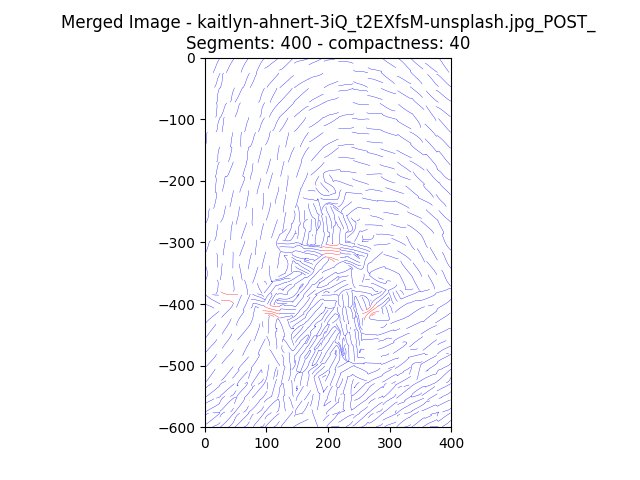 Merged Image - kaitlyn-ahnert-3iQ_t2EXfsM-unsplash.jpg_POST_
Segments: 400 - compactness: 40
0
−100
−200
−300
−400
−500
−600
0 100 200 300 400